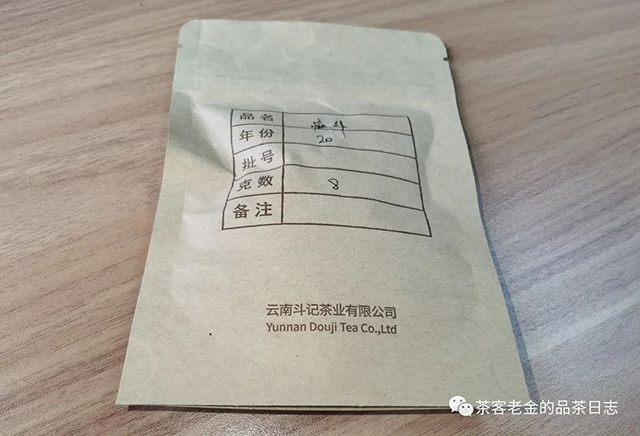 品名 斗
年份 20
批号
克数 8
备注
云南斗记茶业有限公司
Yunnan Douji Tea Co.,Ltd
茶客老金的品茶日志